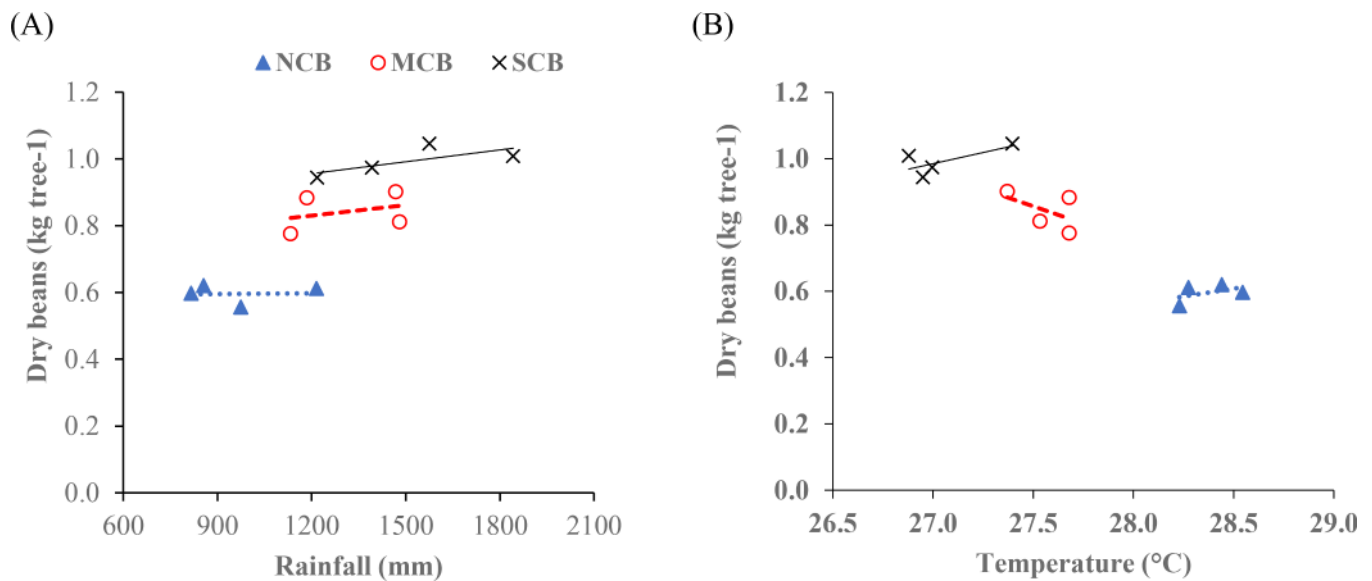 (A)
NCB MCB SCB
1.2
1.0
0.8
0.6
0.4
0.2
0.0
Dry beans (kg tree-1)
600 900 1200 1500 1800 2100
Rainfall (mm)
(B)
1.2
1.0
0.8
0.6
0.4
0.2
0.0
Dry beans (kg tree-1)
26.5 27.0 27.5 28.0 28.5 29.0
Temperature (°C)